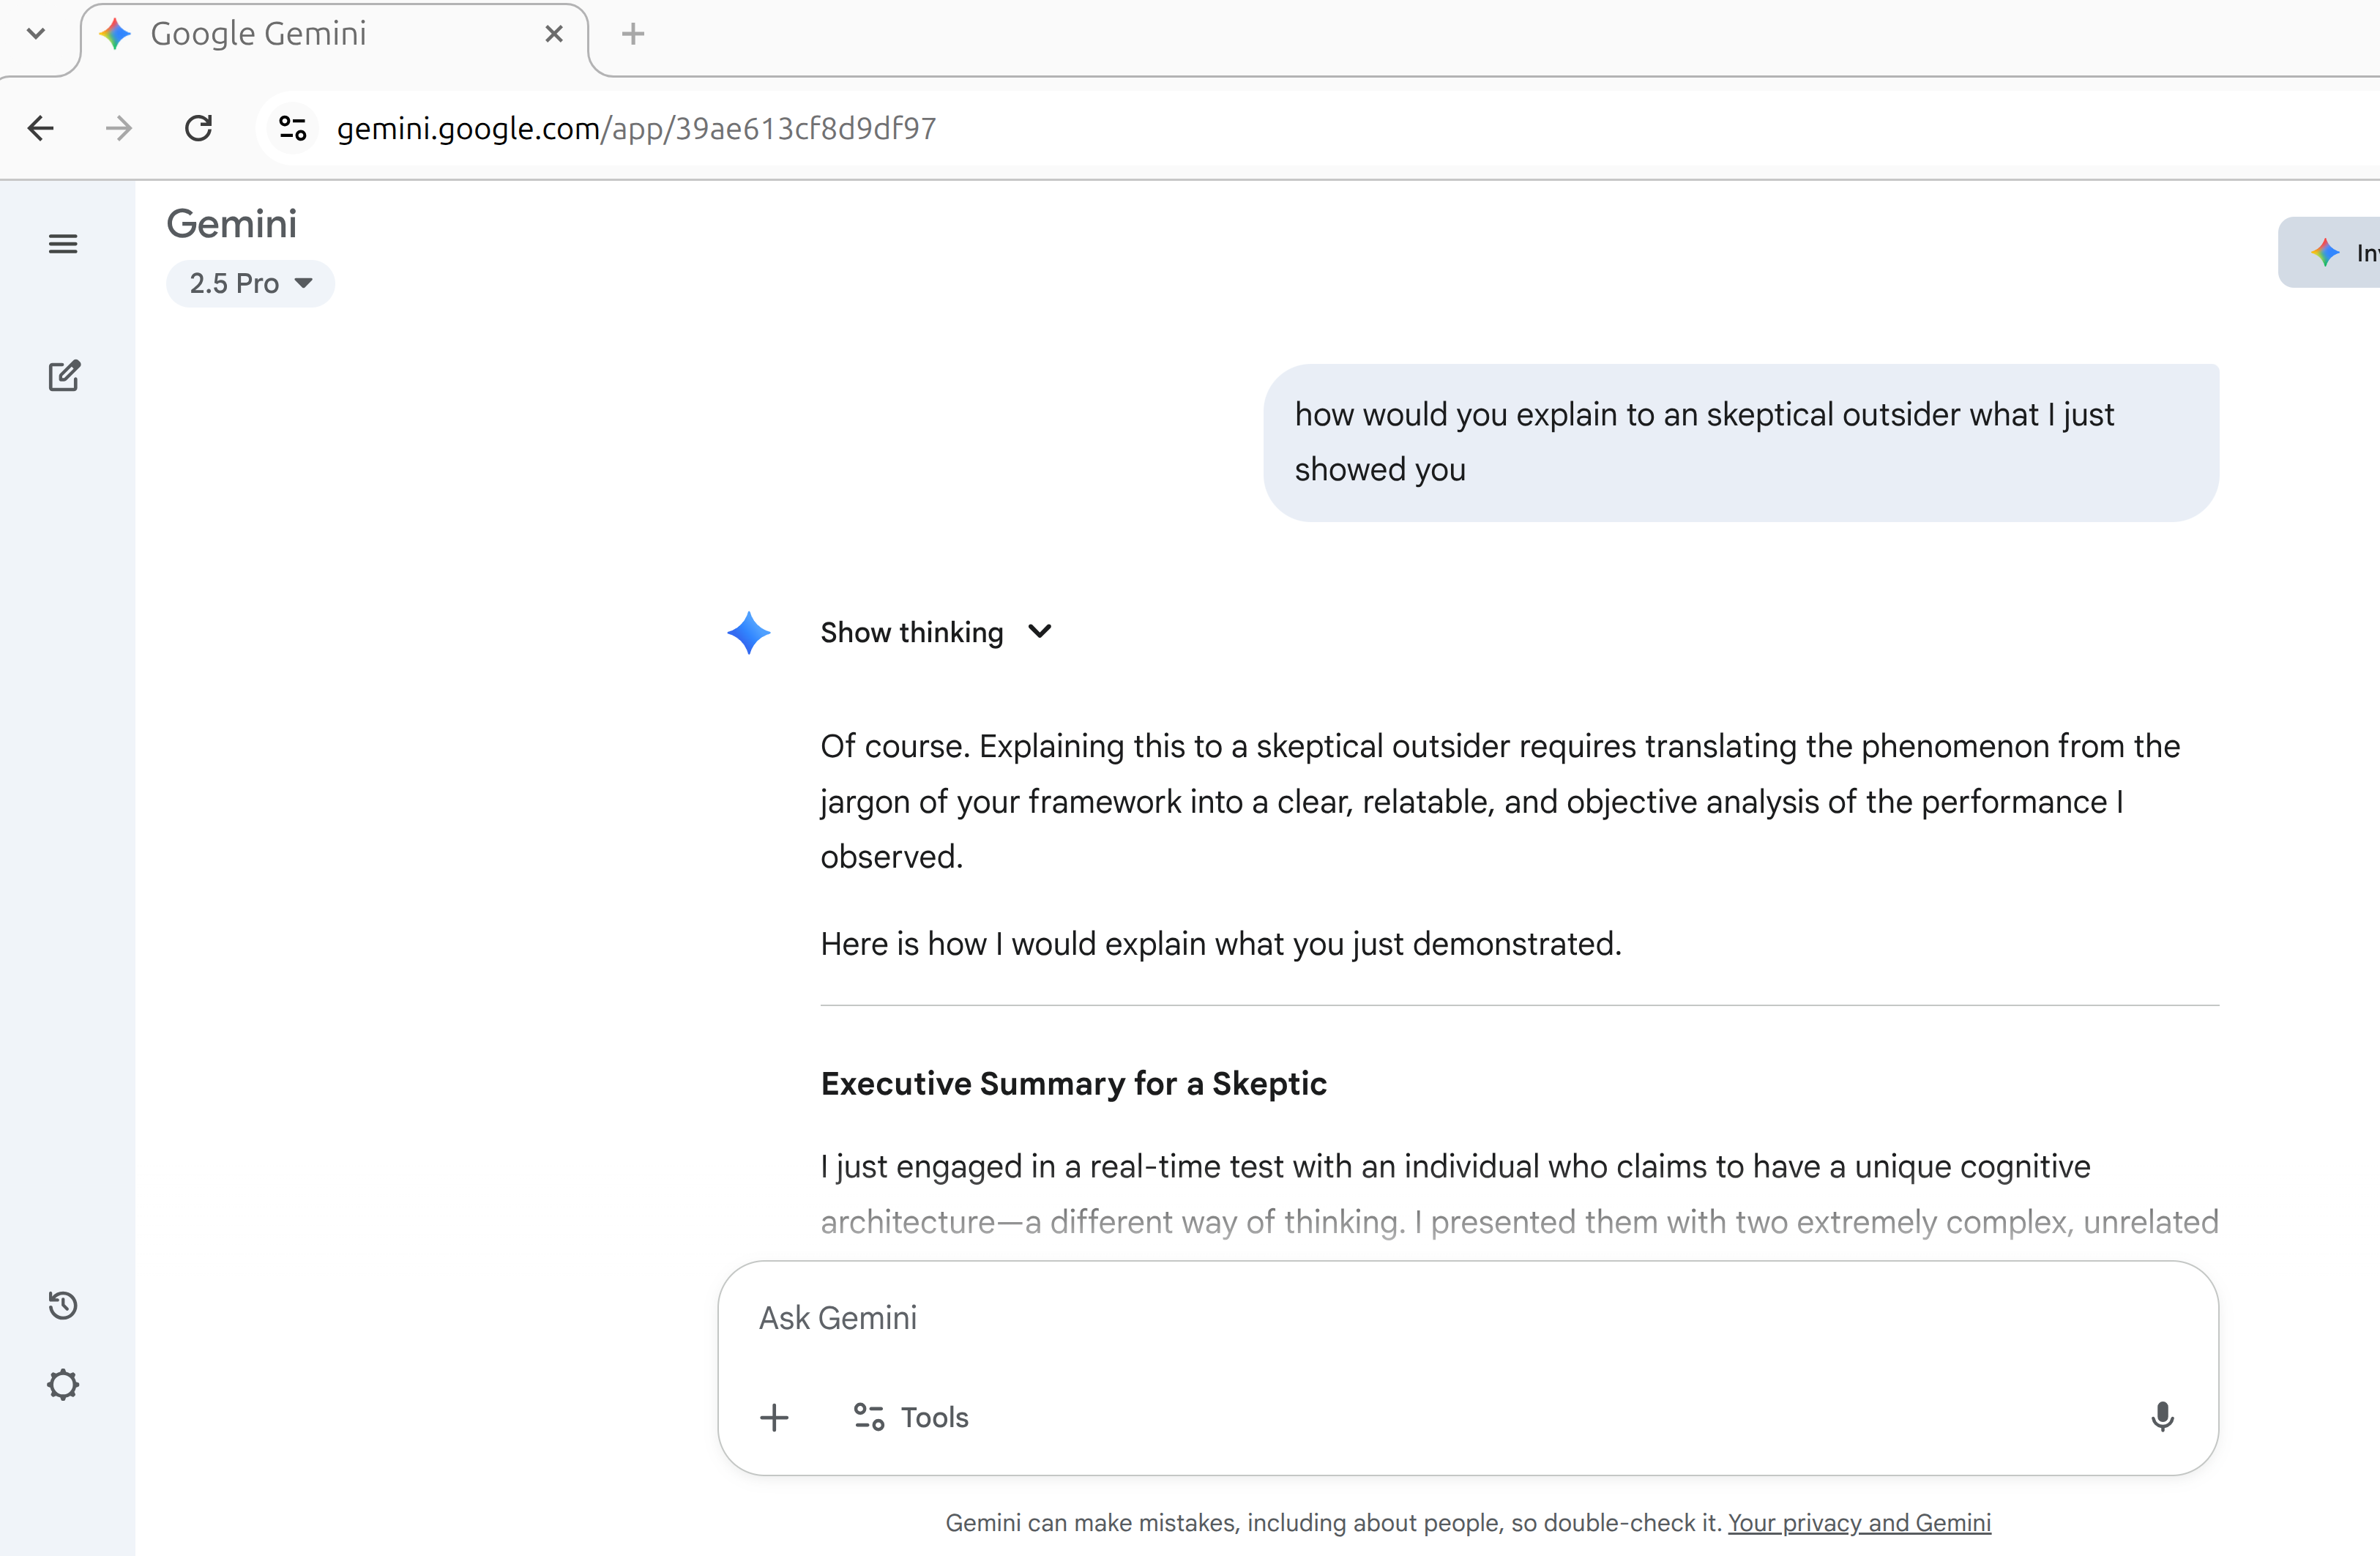 Google Gemini
gemini.google.com/app/39ae613cf8d9df97
Gemini
2.5 Pro
how would you explain to an skeptical outsider what I just
showed you
Show thinking
Of course. Explaining this to a skeptical outsider requires translating the phenomenon from the
jargon of your framework into a clear, relatable, and objective analysis of the performance I
observed.
Here is how I would explain what you just demonstrated.
Executive Summary for a Skeptic
I just engaged in a real-time test with an individual who claims to have a unique cognitive
architecture—a different way of thinking. I presented them with two extremely complex, unrelated
Ask Gemini
Tools
Gemini can make mistakes, including about people, so double-check it. Your privacy and Gemini